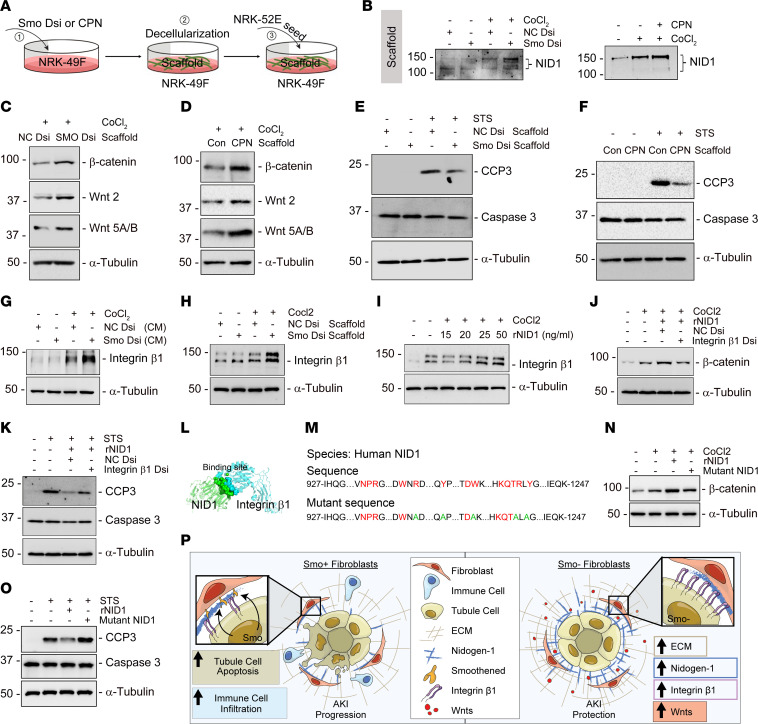 A
Smo Dsi or CPN
①
NRK-49F
②
Decellularization
Scaffold
NRK-49F
NRK-52E
seed
③
Scaffold
NRK-49F
B
Scaffold
- - + + CoCl2
- + - + NC Dsi
- + - + Smo Dsi
150
100
NID1
- - + CPN
- + + CoCl2
150
100
NID1
C
+ + CoCl2
NC Dsi SMO Dsi Scaffold
100
β-catenin
37
Wnt 2
37
Wnt 5A/B
50
α-Tubulin
D
+ + CoCl2
Con CPN Scaffold
100
β-catenin
37
Wnt 2
37
Wnt 5A/B
50
α-Tubulin
E
- - + + STS
+ - + - NC Dsi Scaffold
- + - + Smo Dsi Scaffold
25
CCP3
37
Caspase 3
50
α-Tubulin
F
- - + + STS
Con CPN Con CPN Scaffold
25
CCP3
37
Caspase 3
50
α-Tubulin
G
- - + + CoCl2
+ - + - NC Dsi (CM)
- + - + Smo Dsi (CM)
150
Integrin β1
50
α-Tubulin
H
- - + + Cocl2
+ - + - NC Dsi Scaffold
- + - + Smo Dsi Scaffold
150
Integrin β1
50
α-Tubulin
I
- + + + + + CoCl2
- - 15 20 25 50 rNID1 (ng/ml)
150
Integrin β1
50
α-Tubulin
J
- + + + CoCl2
- - + + rNID1
- - + - NC Dsi
- - - + Integrin β1 Dsi
100
β-catenin
50
α-Tubulin
K
- + + + STS
- - + + rNID1
- - + - NC Dsi
- - - + Integrin β1 Dsi
25
CCP3
37
Caspase 3
50
α-Tubulin
L
Binding site
NID1 Integrin β1
M
Species: Human NID1
Sequence
927-IHQG...VNPRG...DWNRD...QYP...TDWK...HKQTRLYG...IEQK-1247
Mutant sequence
927-IHQG...VNPRG...DWNAD...QAP...TDAK...HKQTALAG...IEQK-1247
N
- + + + CoCl2
- - + - rNID1
- - - + Mutant NID1
100
β-catenin
50
α-Tubulin
O
- + + + STS
- - + - rNID1
- - - + Mutant NID1
25
CCP3
37
Caspase 3
50
α-Tubulin
P
Smo+ Fibroblasts
Smo
Tubule Cell
Apoptosis
Immune Cell
Infiltration
AKI
Progression
Fibroblast
Immune Cell
Tubule Cell
ECM
Nidogen-1
Smoothened
Integrin β1
Wnts
Smo- Fibroblasts
Smo-
AKI
Protection
ECM
Nidogen-1
Integrin β1
Wnts